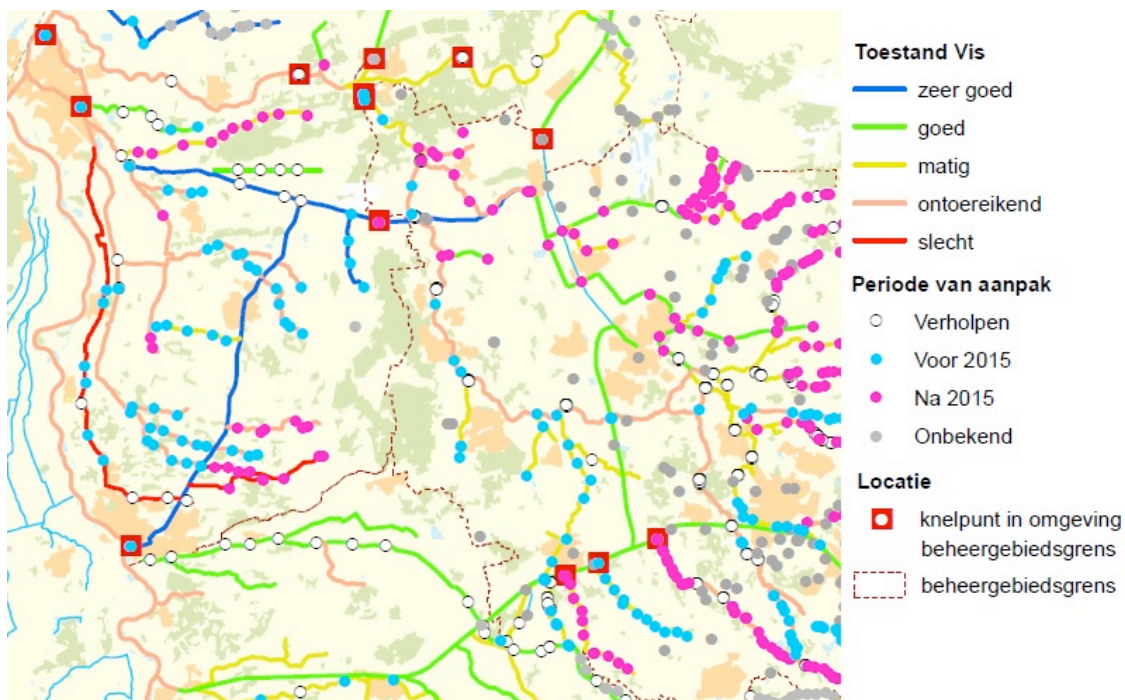 Toestand Vis
zeer goed
goed
matig
ontoereikend
slecht
Periode van aanpak
Verholpen
Voor 2015
Na 2015
Onbekend
Locatie
knelpunt in omgeving
beheergebiedsgrens
beheergebiedsgrens